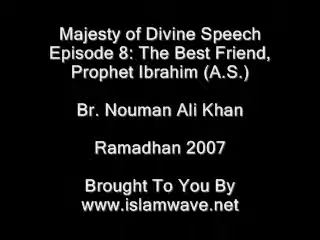 Majesty of Divine Speech
Episode 8: The Best Friend,
Prophet Ibrahim (A.S.)
Br. Nouman Ali Khan
Ramadhan 2007
Brought To You By
www.islamwave.net